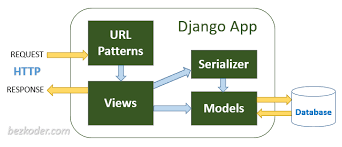 Django App
REQUEST
HTTP
RESPONSE
URL
Patterns
Serializer
Views
Models
Database
bezkoder.com